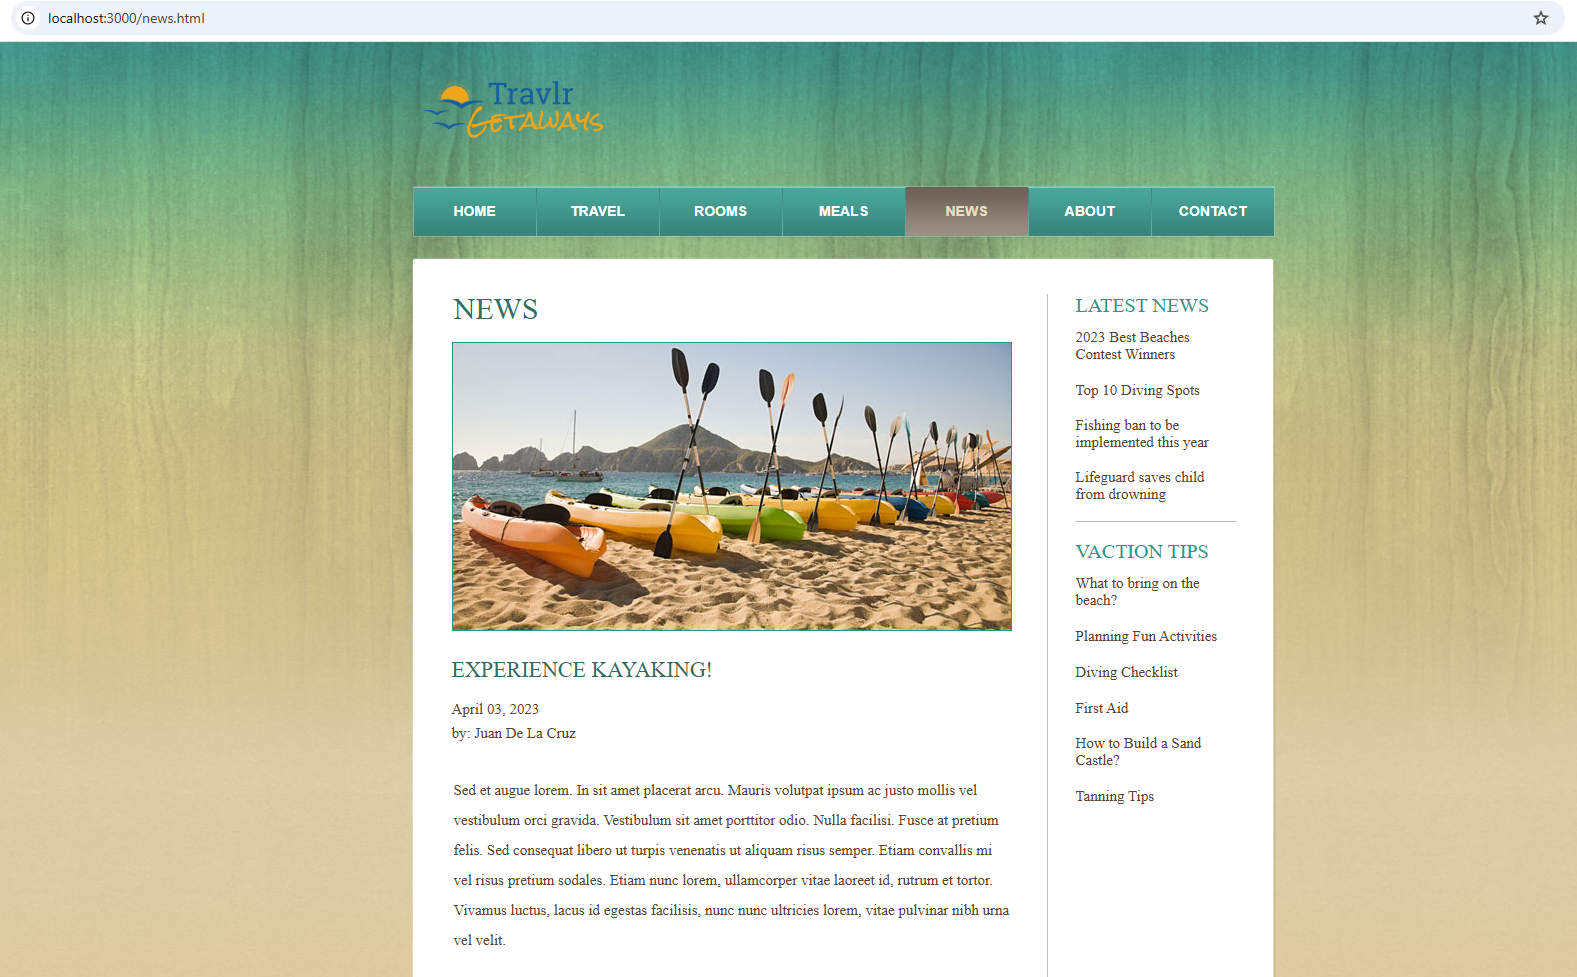 localhost:3000/news.html
Travlr
Getaways
HOME
TRAVEL
ROOMS
MEALS
NEWS
ABOUT
CONTACT
NEWS
EXPERIENCE KAYAKING!
April 03, 2023
by: Juan De La Cruz
Sed et augue lorem. In sit amet placerat arcu. Mauris volutpat ipsum ac justo mollis vel
vestibulum orci gravida. Vestibulum sit amet porttitor odio. Nulla facilisi. Fusce at pretium
felis. Sed consequat libero ut turpis venenatis ut aliquam risus semper. Etiam convallis mi
vel risus pretium sodales. Etiam nunc lorem, ullamcorper vitae laoreet id, rutrum et tortor.
Vivamus luctus, lacus id egestas facilisis, nunc nunc ultricies lorem, vitae pulvinar nibh urna
vel velit.
LATEST NEWS
2023 Best Beaches
Contest Winners
Top 10 Diving Spots
Fishing ban to be
implemented this year
Lifeguard saves child
from drowning
VACTION TIPS
What to bring on the
beach?
Planning Fun Activities
Diving Checklist
First Aid
How to Build a Sand
Castle?
Tanning Tips